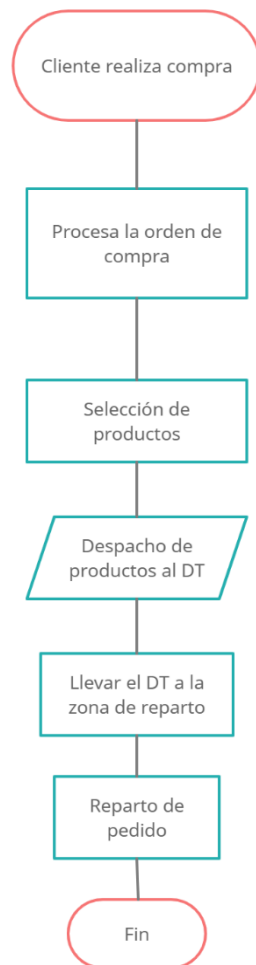 Cliente realiza compra
Procesa la orden de
compra
Selección de
productos
Despacho de
productos al DT
Llevar el DT a la
zona de reparto
Reparto de
pedido
Fin